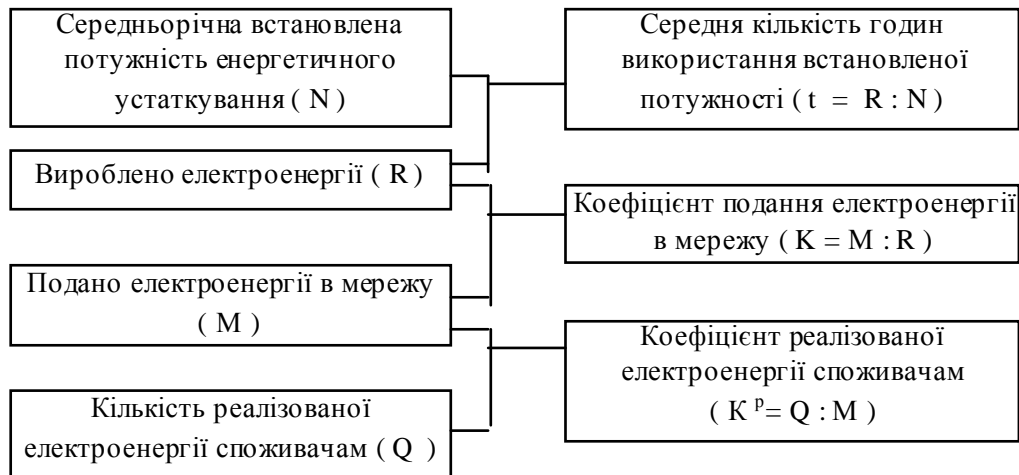 Середньорічна встановлена
потужність енергетичного
устаткування ( N )
Середня кількість годин
використання встановленої
потужності ( t = R : N )
Вироблено електроенергії ( R )
Коефіцієнт подання електроенергії
в мережу ( K = M : R )
Подано електроенергії в мережу
( M )
Коефіцієнт реалізованої
електроенергії споживачам
( K ᵖ = Q : M )
Кількість реалізованої
електроенергії споживачам ( Q )